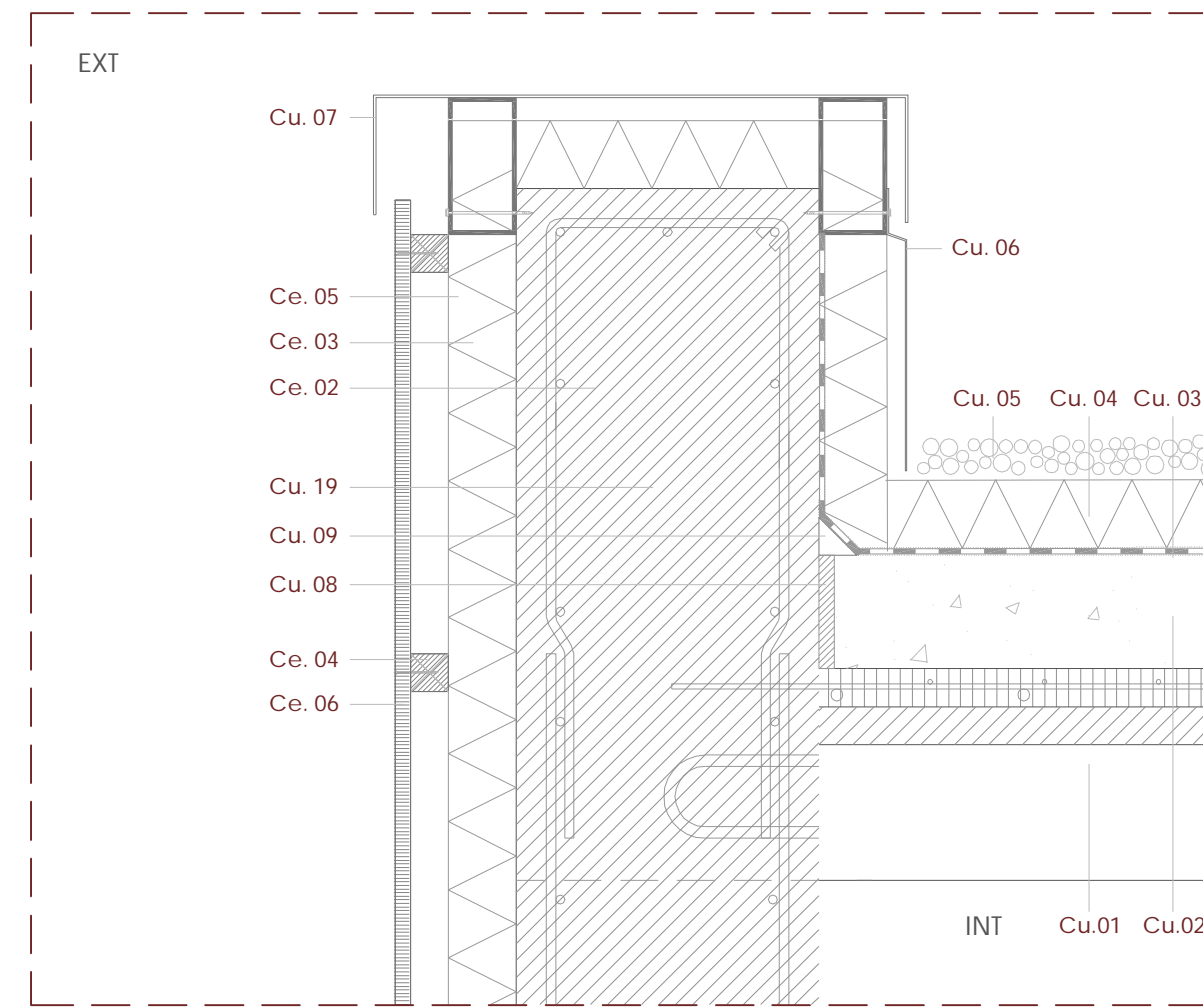 EXT
Cu. 07
Cu. 06
Ce. 05
Ce. 03
Ce. 02
Cu. 05 Cu. 04 Cu. 03
Cu. 19
Cu. 09
Cu. 08
Ce. 04
Ce. 06
INT Cu.01 Cu.02